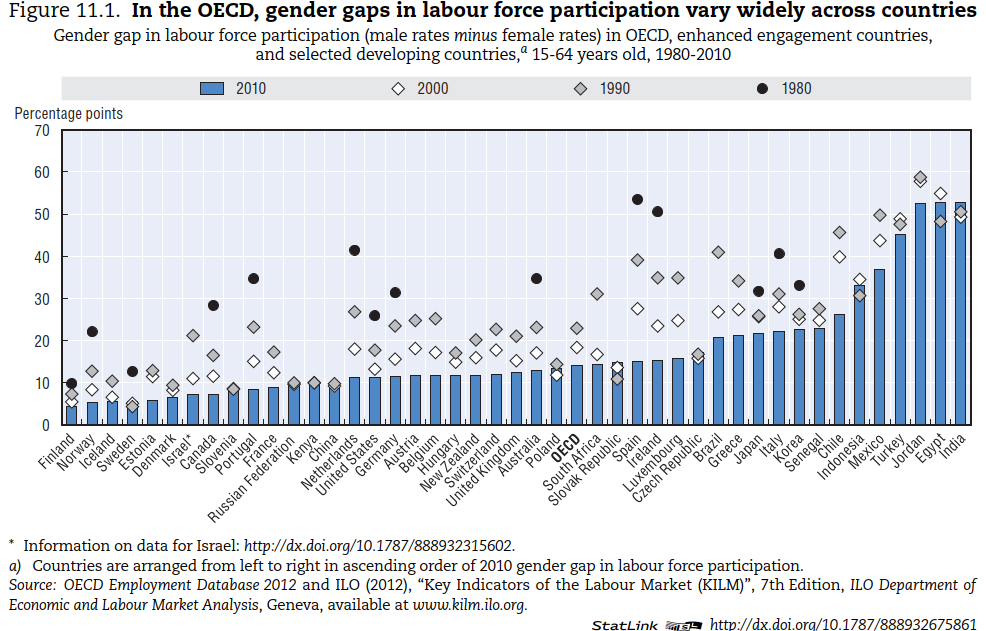 Figure 11.1. In the OECD, gender gaps in labour force participation vary widely across countries
Gender gap in labour force participation (male rates minus female rates) in OECD, enhanced engagement countries,
and selected developing countries,a 15-64 years old, 1980-2010
2010 2000 1990 1980
Percentage points
70
60
50
40
30
20
10
0
Finland
Norway
Iceland
Sweden
Estonia
Denmark
Israel*
Canada
Slovenia
Portugal
France
Russian Federation
Kenya
China
Netherlands
United States
Germany
Austria
Belgium
Hungary
New Zealand
Switzerland
United Kingdom
Australia
Poland
OECD
South Africa
Slovak Republic
Spain
Ireland
Luxembourg
Czech Republic
Brazil
Greece
Japan
Italy
Korea
Senegal
Chile
Indonesia
Mexico
Turkey
Jordan
Egypt
India
* Information on data for Israel: http://dx.doi.org/10.1787/888932315602.
a) Countries are arranged from left to right in ascending order of 2010 gender gap in labour force participation.
Source: OECD Employment Database 2012 and ILO (2012), “Key Indicators of the Labour Market (KILM)”, 7th Edition, ILO Department of
Economic and Labour Market Analysis, Geneva, available at www.kilm.ilo.org.
StatLink http://dx.doi.org/10.1787/888932675861